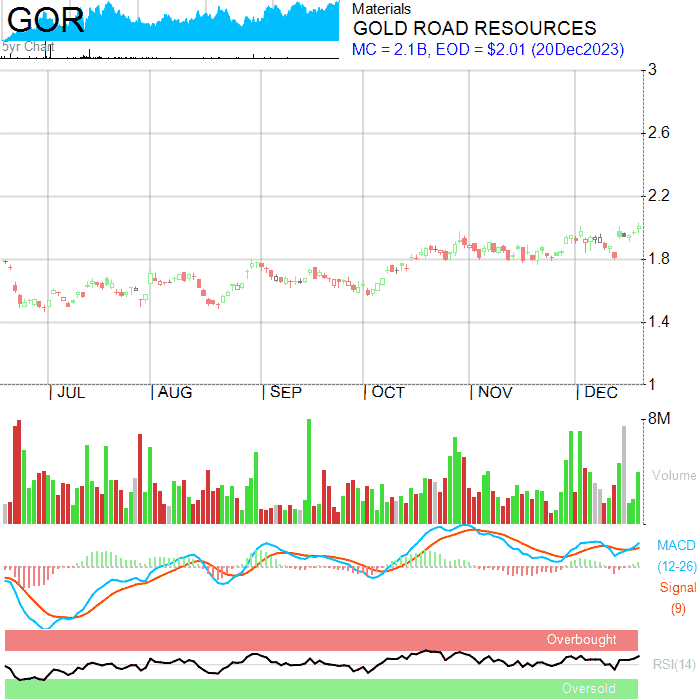 GOR
5yr Chart
Materials
GOLD ROAD RESOURCES
MC = 2.1B, EOD = $2.01 (20Dec2023)
3
2.6
2.2
1.8
1.4
1
JUL AUG SEP OCT NOV DEC
8M
Volume
MACD
(12-26)
Signal
(9)
Overbought
RSI(14)
Oversold